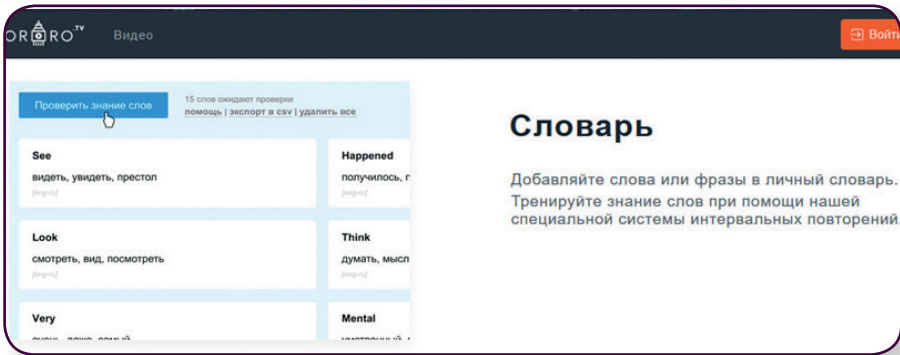 ORORO.TV Видео
Проверить знание слов
15 слов ожидают проверки
помощь | экспорт в csv | удалить все
See
видеть, увидеть, престол
[eng-ru]
Happened
получилось,
[eng-ru]
Look
смотреть, вид, посмотреть
[eng-ru]
Think
думать,
[eng-ru]
Very
Mental
Словарь
Добавляйте слова или фразы в личный словарь.
Тренируйте знание слов при помощи нашей
специальной системы интервальных повторений